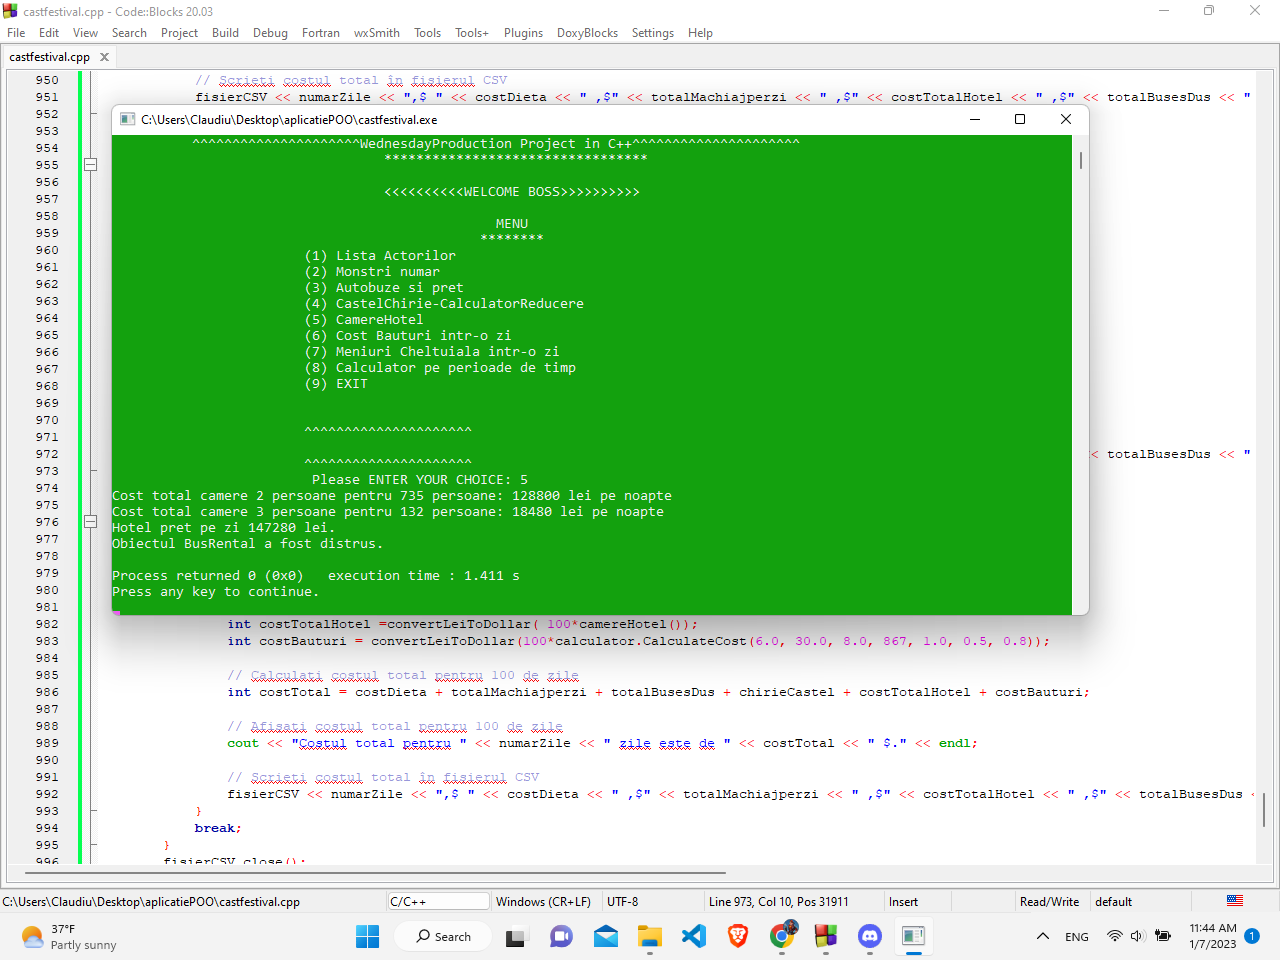 castfestival.cpp - Code::Blocks 20.03
File Edit View Search Project Build Debug Fortran wxSmith Tools Tools+ Plugins DoxyBlocks Settings Help
castfestival.cpp
950 // Scrieți costul total în fișierul CSV
951 fisierCSV << numarZile << ",$ " << costDieta << " ,$" << totalMachiajperzi << " ,$" << costTotalHotel << " ,$" << totalBusesDus << "
952
953
954
955
956
957
958
959
960
961
962
963
964
965
966
967
968
969
970
971
972 << totalBusesDus << "
973
974
975
976
977
978
979
980
981
C:\Users\Claudiu\Desktop\aplicatiePOO\castfestival.exe
^^^^^^^^^^^^^^^^^^^^^WednesdayProduction Project in C++^^^^^^^^^^^^^^^^^^^^^
*********************************
<<<<<<<<<<WELCOME BOSS>>>>>>>>>>
MENU
********
(1) Lista Actorilor
(2) Monstri numar
(3) Autobuze si pret
(4) CastelChirie-CalculatorReducere
(5) CamereHotel
(6) Cost Bauturi intr-o zi
(7) Meniuri Cheltuiala intr-o zi
(8) Calculator pe perioade de timp
(9) EXIT
^^^^^^^^^^^^^^^^^^^^^
^^^^^^^^^^^^^^^^^^^^^
Please ENTER YOUR CHOICE: 5
Cost total camere 2 persoane pentru 735 persoane: 128800 lei pe noapte
Cost total camere 3 persoane pentru 132 persoane: 18480 lei pe noapte
Hotel pret pe zi 147280 lei.
Obiectul BusRental a fost distrus.
Process returned 0 (0x0)   execution time : 1.411 s
Press any key to continue.
982 int costTotalHotel =convertLeiToDollar( 100*camereHotel());
983 int costBauturi = convertLeiToDollar(100*calculator.CalculateCost(6.0, 30.0, 8.0, 867, 1.0, 0.5, 0.8));
984
985 // Calculați costul total pentru 100 de zile
986 int costTotal = costDieta + totalMachiajperzi + totalBusesDus + chirieCastel + costTotalHotel + costBauturi;
987
988 // Afișați costul total pentru 100 de zile
989 cout << "Costul total pentru " << numarZile << " zile este de " << costTotal << " $." << endl;
990
991 // Scrieți costul total în fișierul CSV
992 fisierCSV << numarZile << ",$ " << costDieta << " ,$" << totalMachiajperzi << " ,$" << costTotalHotel << " ,$" << totalBusesDus <
993 }
994 break;
995 }
996 fisierCSV.close();
C:\Users\Claudiu\Desktop\aplicatiePOO\castfestival.cpp C/C++ Windows (CR+LF) UTF-8 Line 973, Col 10, Pos 31911 Insert Read/Write default
37°F
Partly sunny
Search
ENG
11:44 AM
1/7/2023
1